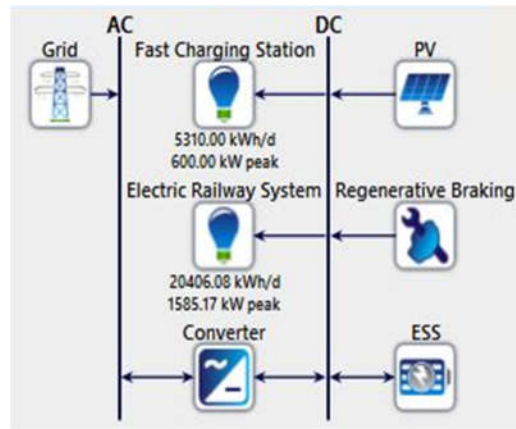 AC
DC
Grid
Fast Charging Station
PV
5310.00 kWh/d
600.00 kW peak
Electric Railway System
Regenerative Braking
20406.08 kWh/d
1585.17 kW peak
Converter
ESS